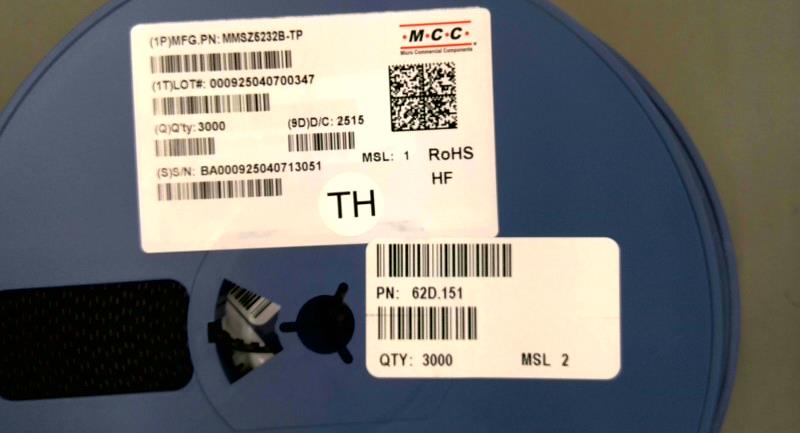 (1P)MFG.PN: MMSZ5232B-TP
·M·C·C·
Micro Commercial Components
(1T)LOT#: 000925040700347
(Q)Q'ty: 3000
(9D)D/C: 2515
MSL: 1
RoHS
HF
(S)S/N: BA000925040713051
TH
PN: 62D.151
QTY: 3000
MSL 2